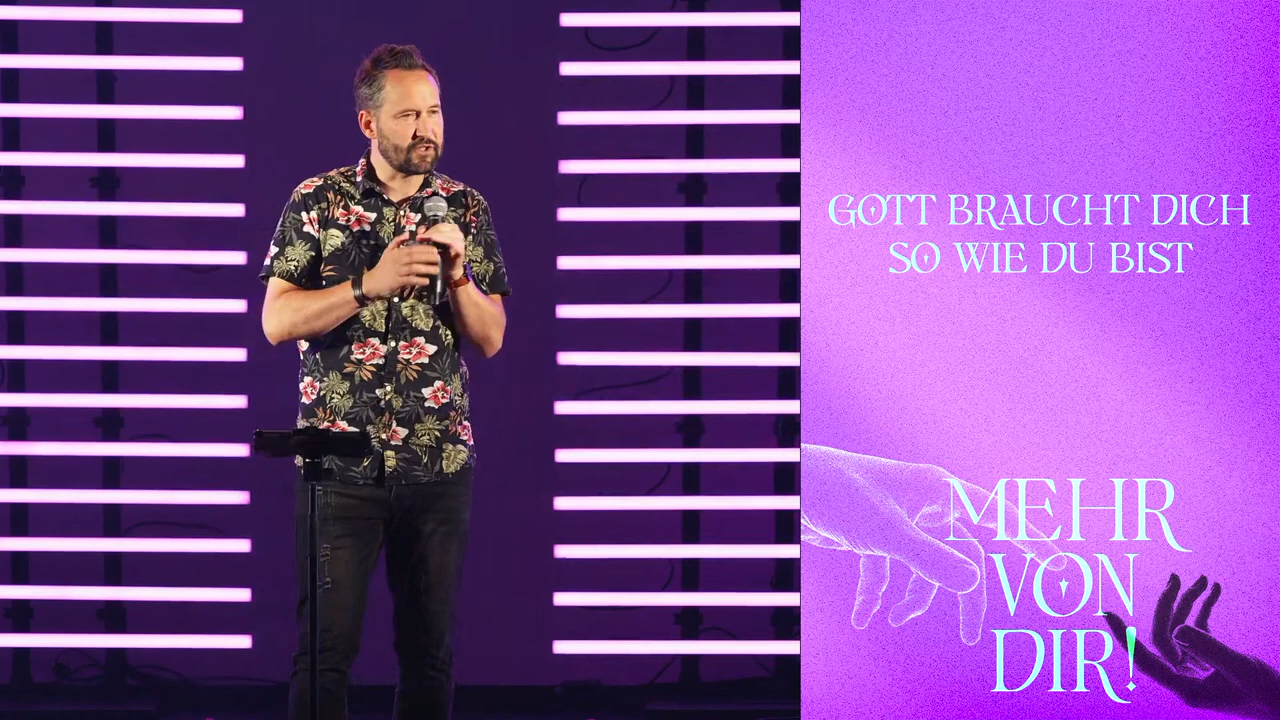 GOTT BRAUCHT DICH
SO WIE DU BIST
MEHR
VON
DIR!